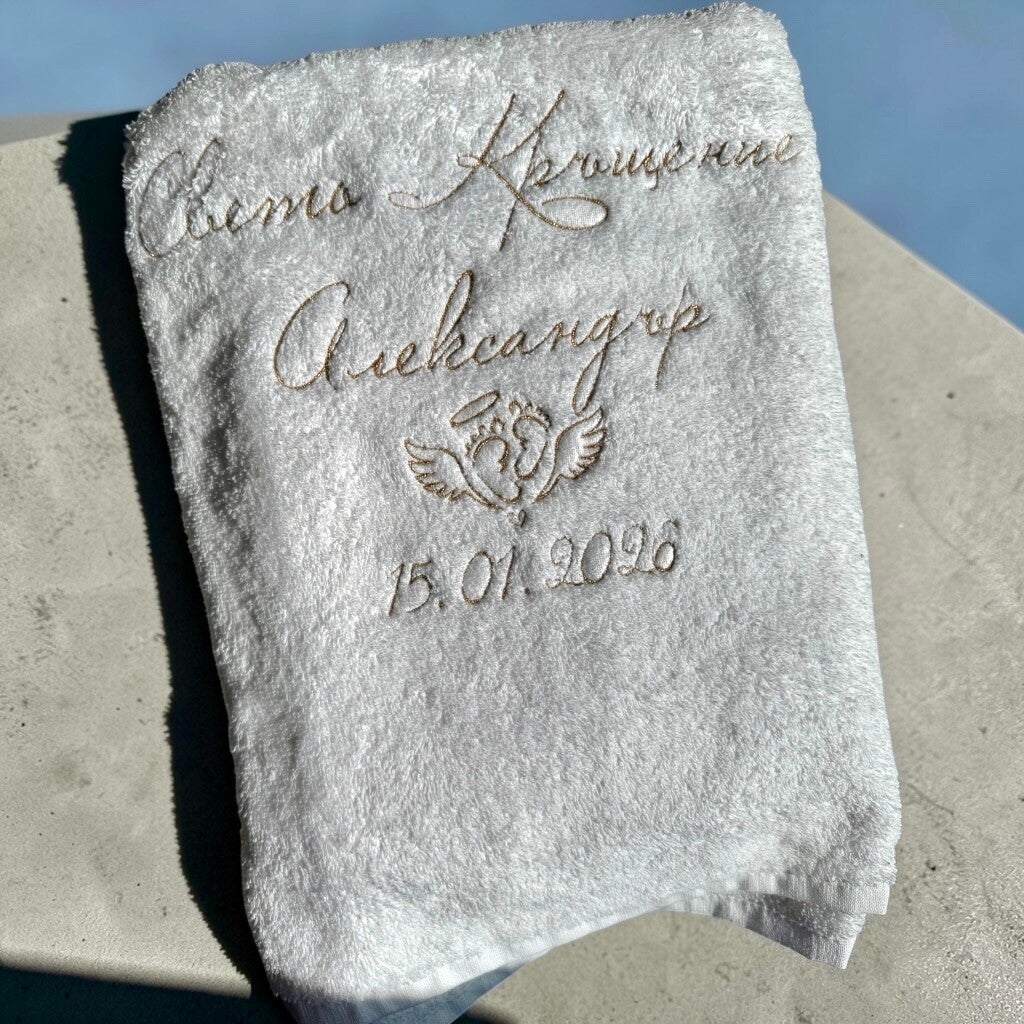 Свето Кръщение
Александър
15.01.2026